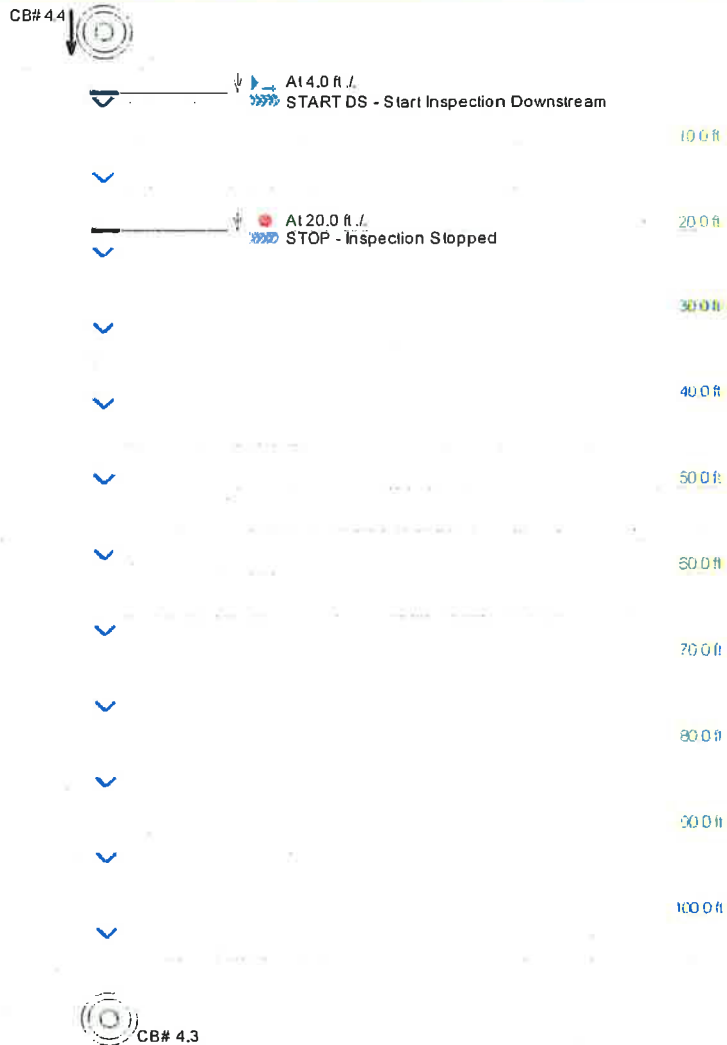 CB# 4.4
At 4.0 ft ./.
START DS - Start Inspection Downstream
10.0 ft
At 20.0 ft ./.
STOP - Inspection Stopped
20.0 ft
30.0 ft
40.0 ft
50.0 ft
60.0 ft
70.0 ft
80.0 ft
90.0 ft
100.0 ft
CB# 4.3